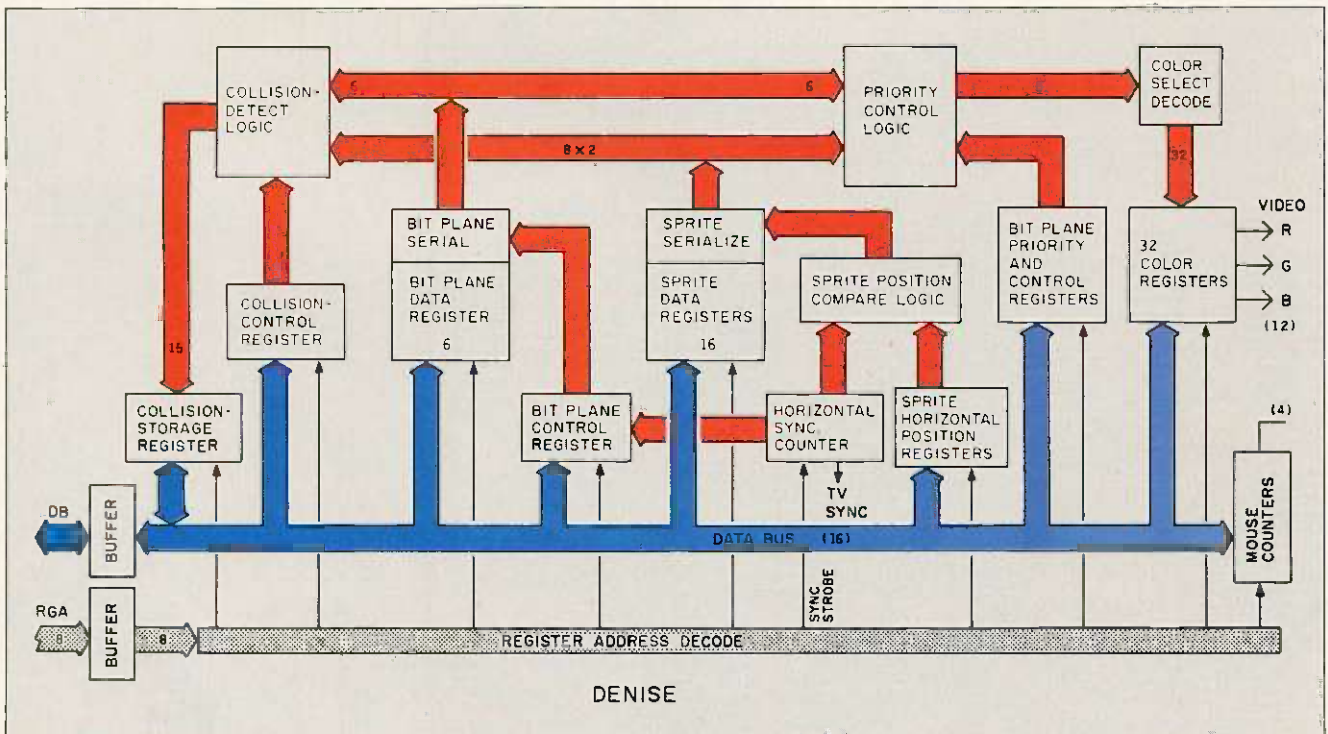 COLLISION-
DETECT
LOGIC
6
6
PRIORITY
CONTROL
LOGIC
COLOR
SELECT
DECODE
8 X 2
32
BIT PLANE
SERIAL
BIT PLANE
DATA
REGISTER
6
SPRITE
SERIALIZE
SPRITE
DATA
REGISTERS
16
SPRITE POSITION
COMPARE LOGIC
BIT PLANE
PRIORITY
AND
CONTROL
REGISTERS
32
COLOR
REGISTERS
VIDEO
R
G
B
(12)
COLLISION-
CONTROL
REGISTER
15
COLLISION-
STORAGE
REGISTER
BIT PLANE
CONTROL
REGISTER
HORIZONTAL
SYNC
COUNTER
SPRITE
HORIZONTAL
POSITION
REGISTERS
(4)
MOUSE
COUNTERS
TV
SYNC
DB
BUFFER
DATA BUS (16)
SYNC
STROBE
RGA
8
BUFFER
8
REGISTER ADDRESS DECODE
DENISE